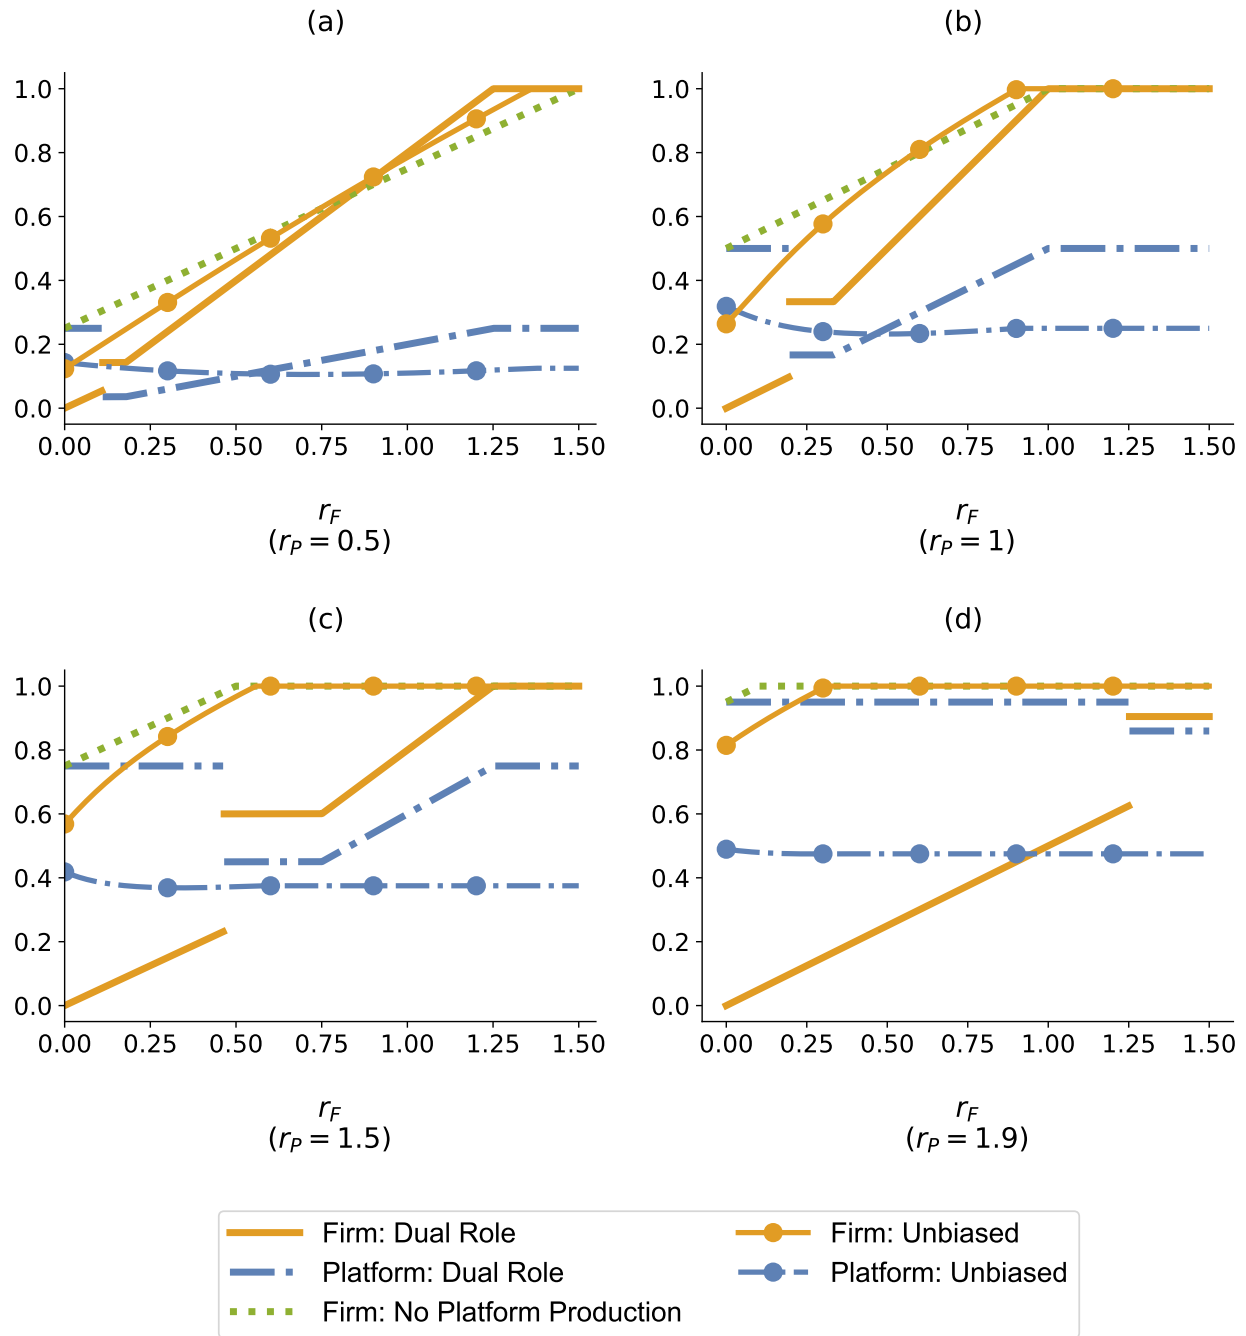 (a)
1.0
0.8
0.6
0.4
0.2
0.0
0.00 0.25 0.50 0.75 1.00 1.25 1.50
r_F
(r_P = 0.5)
(b)
1.0
0.8
0.6
0.4
0.2
0.0
0.00 0.25 0.50 0.75 1.00 1.25 1.50
r_F
(r_P = 1)
(c)
1.0
0.8
0.6
0.4
0.2
0.0
0.00 0.25 0.50 0.75 1.00 1.25 1.50
r_F
(r_P = 1.5)
(d)
1.0
0.8
0.6
0.4
0.2
0.0
0.00 0.25 0.50 0.75 1.00 1.25 1.50
r_F
(r_P = 1.9)
Firm: Dual Role
Platform: Dual Role
Firm: No Platform Production
Firm: Unbiased
Platform: Unbiased